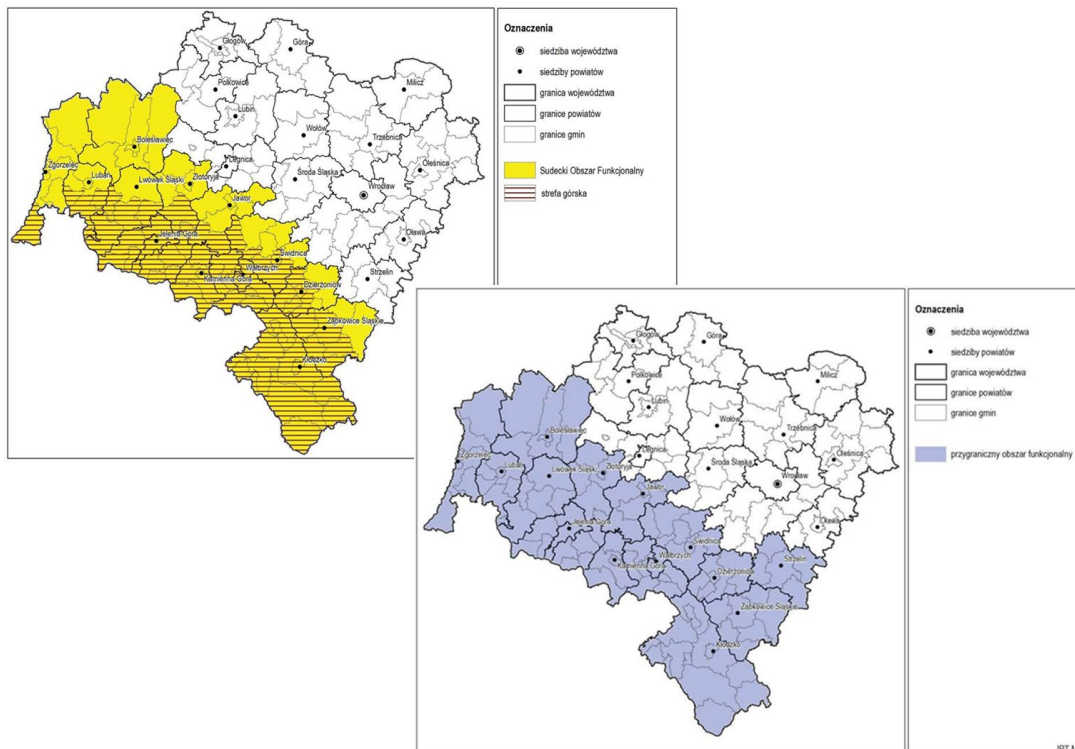 Oznaczenia
siedziba województwa
siedziby powiatów
granica województwa
granice powiatów
granice gmin
Sudecki Obszar Funkcjonalny
strefa górska
Głogów
Góra
Polkowice
Milicz
Lubin
Wołów
Trzebnica
Bolesławiec
Legnica
Oleśnica
Zgorzelec
Lubań
Lwówek Śląski
Złotoryja
Środa Śląska
Wrocław
Jawor
Jelenia Góra
Oława
Świdnica
Kamienna Góra
Wałbrzych
Strzelin
Dzierżoniów
Ząbkowice Śląskie
Kłodzko
Oznaczenia
siedziba województwa
siedziby powiatów
granica województwa
granice powiatów
granice gmin
przygraniczny obszar funkcjonalny
Głogów
Góra
Polkowice
Milicz
Lubin
Wołów
Trzebnica
Bolesławiec
Legnica
Oleśnica
Zgorzelec
Lubań
Lwówek Śląski
Złotoryja
Środa Śląska
Wrocław
Jawor
Jelenia Góra
Oława
Świdnica
Kamienna Góra
Wałbrzych
Strzelin
Dzierżoniów
Ząbkowice Śląskie
Kłodzko